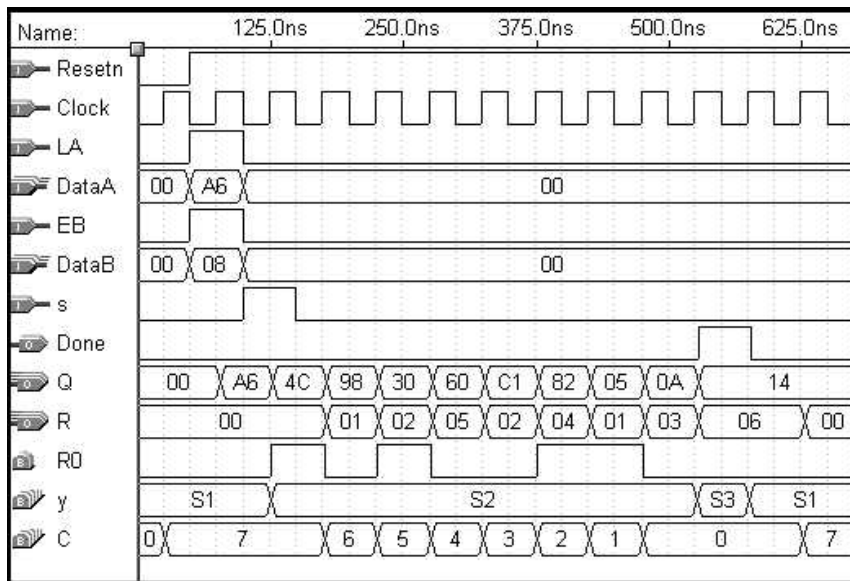 Name: 125.0ns 250.0ns 375.0ns 500.0ns 625.0ns
Resetn
Clock
LA
DataA 00 A6 00
EB
DataB 00 08 00
s
Done
Q 00 A6 4C 98 30 60 C1 82 05 0A 14
R 00 01 02 05 02 04 01 03 06 00
R0
y S1 S2 S3 S1
C 0 7 6 5 4 3 2 1 0 7